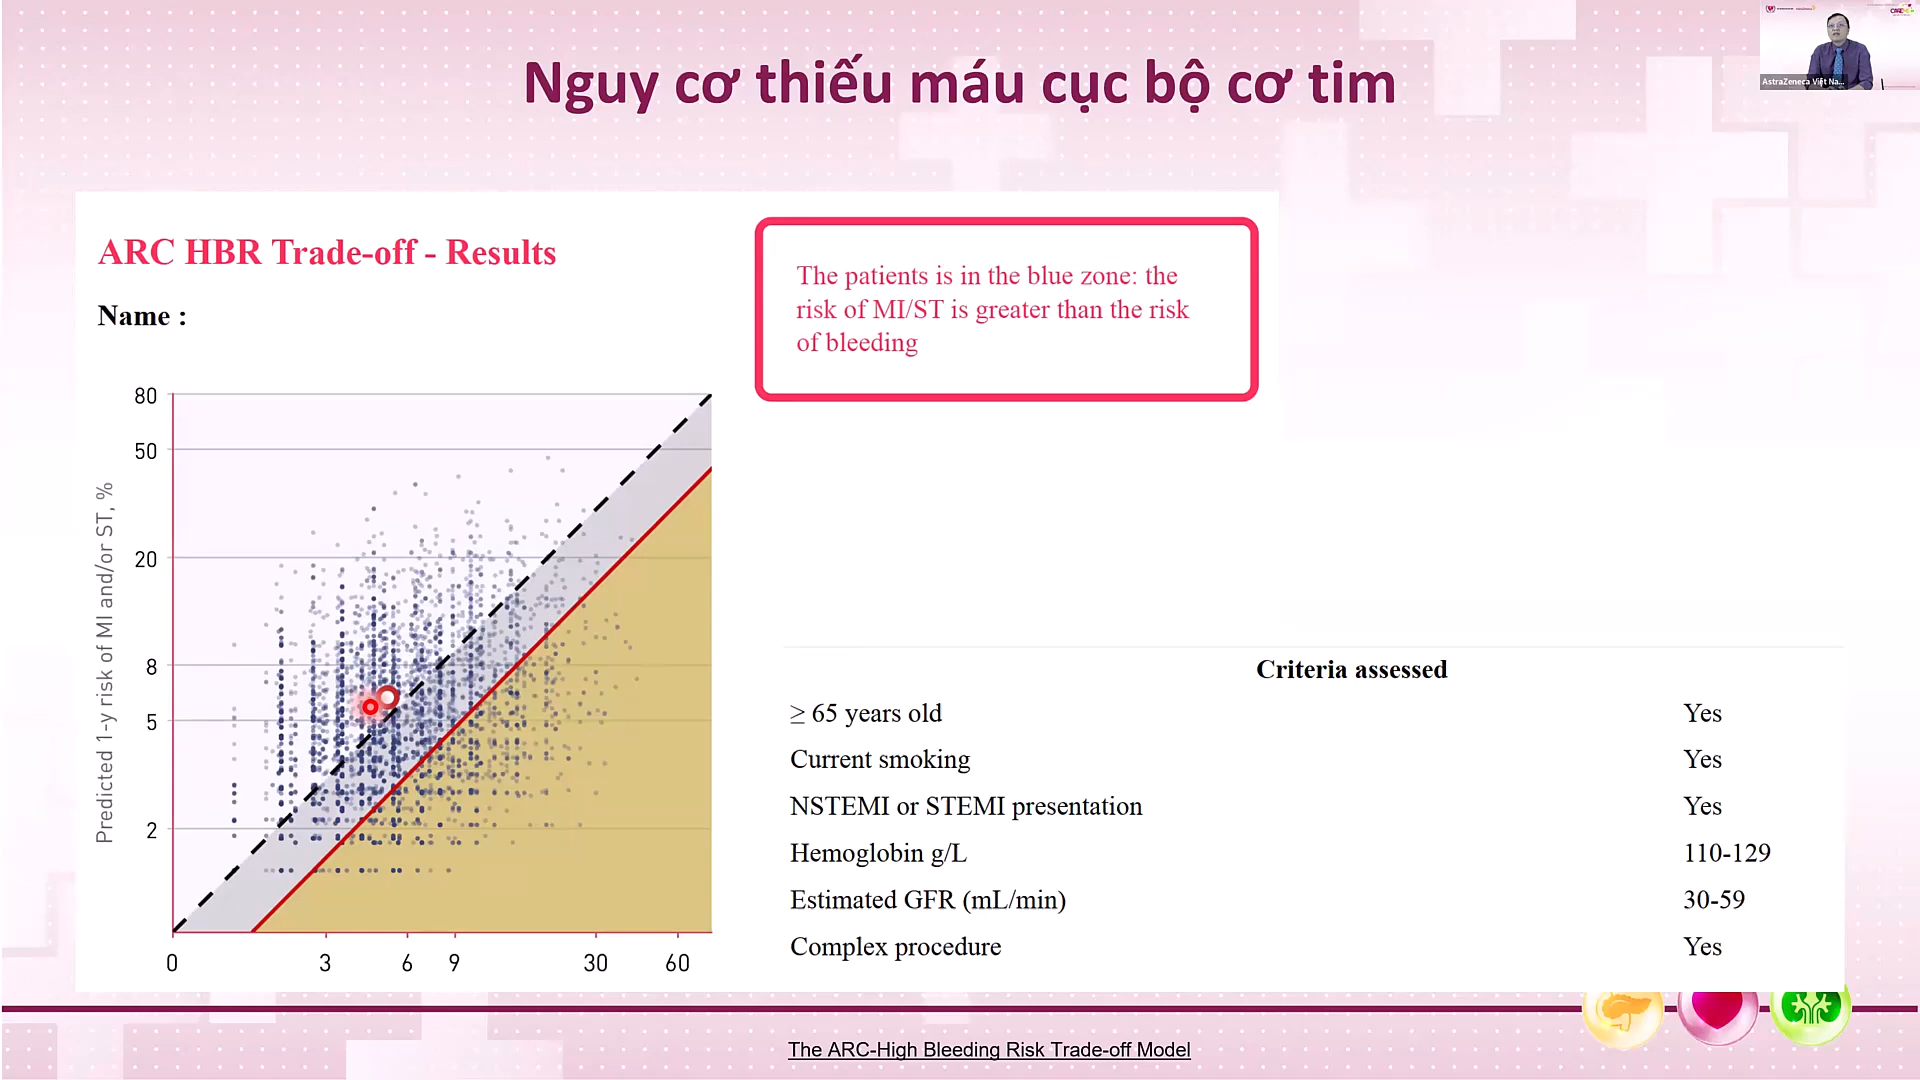 Nguy cơ thiếu máu cục bộ cơ tim
AstraZeneca Việt Na...
ARC HBR Trade-off - Results
Name :
The patients is in the blue zone: the
risk of MI/ST is greater than the risk
of bleeding
Predicted 1-y risk of MI and/or ST, %
80
50
20
8
5
2
0 3 6 9 30 60
Criteria assessed
≥ 65 years old Yes
Current smoking Yes
NSTEMI or STEMI presentation Yes
Hemoglobin g/L 110-129
Estimated GFR (mL/min) 30-59
Complex procedure Yes
The ARC-High Bleeding Risk Trade-off Model